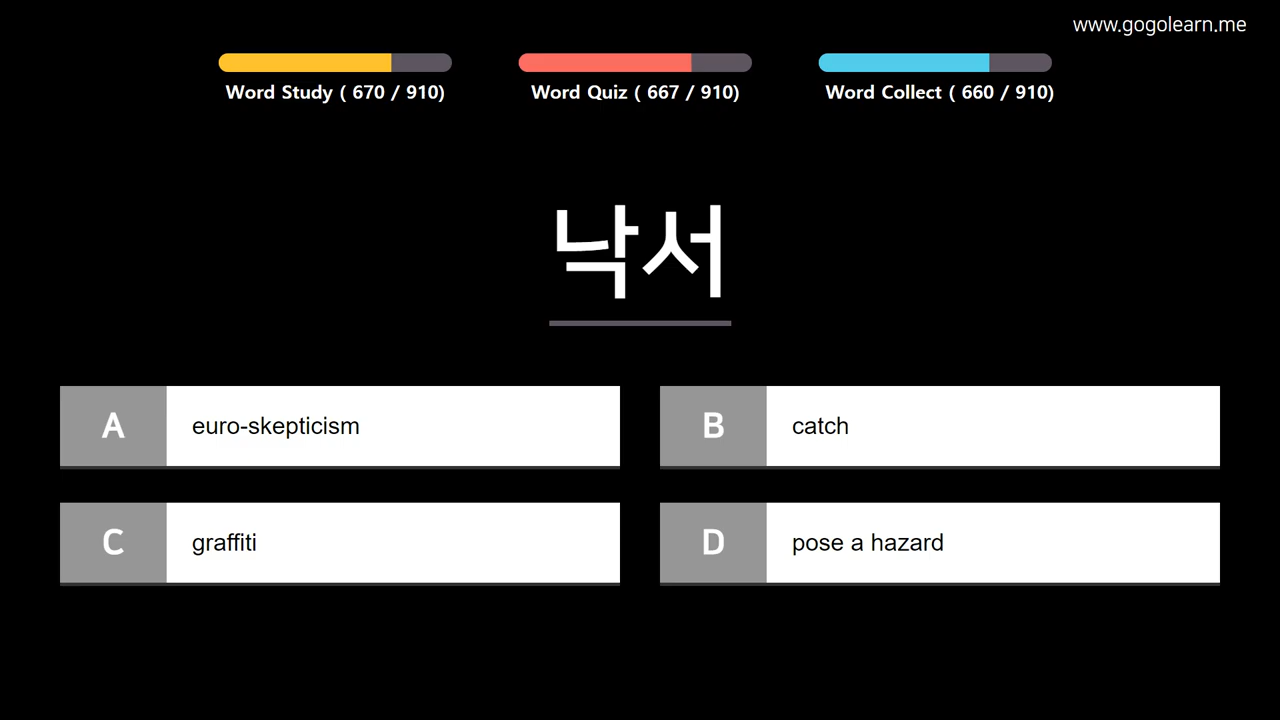 www.gogolearn.me
Word Study ( 670 / 910)
Word Quiz ( 667 / 910)
Word Collect ( 660 / 910)
낙서
A euro-skepticism
B catch
C graffiti
D pose a hazard